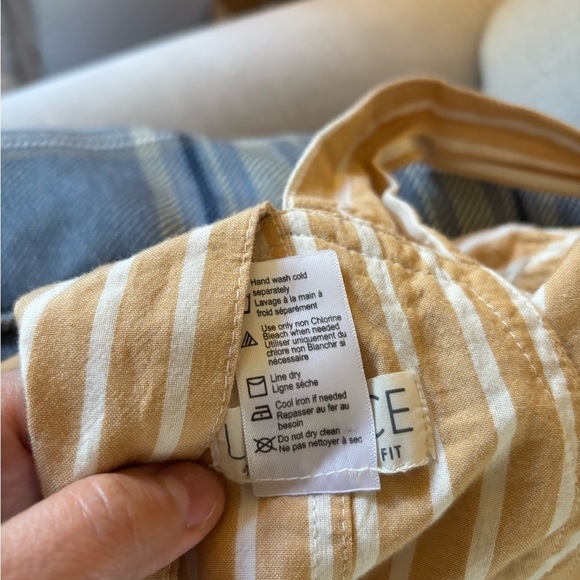 Hand wash cold
separately
Lavage à la main à
froid séparément
Use only non Chlorine
Bleach when needed
Utiliser uniquement du
chlore non Blanchir si
nécessaire
Line dry
Ligne sèche
Cool iron if needed
Repasser au fer au
besoin
Do not dry clean
Ne pas nettoyer à sec
U CE
FIT